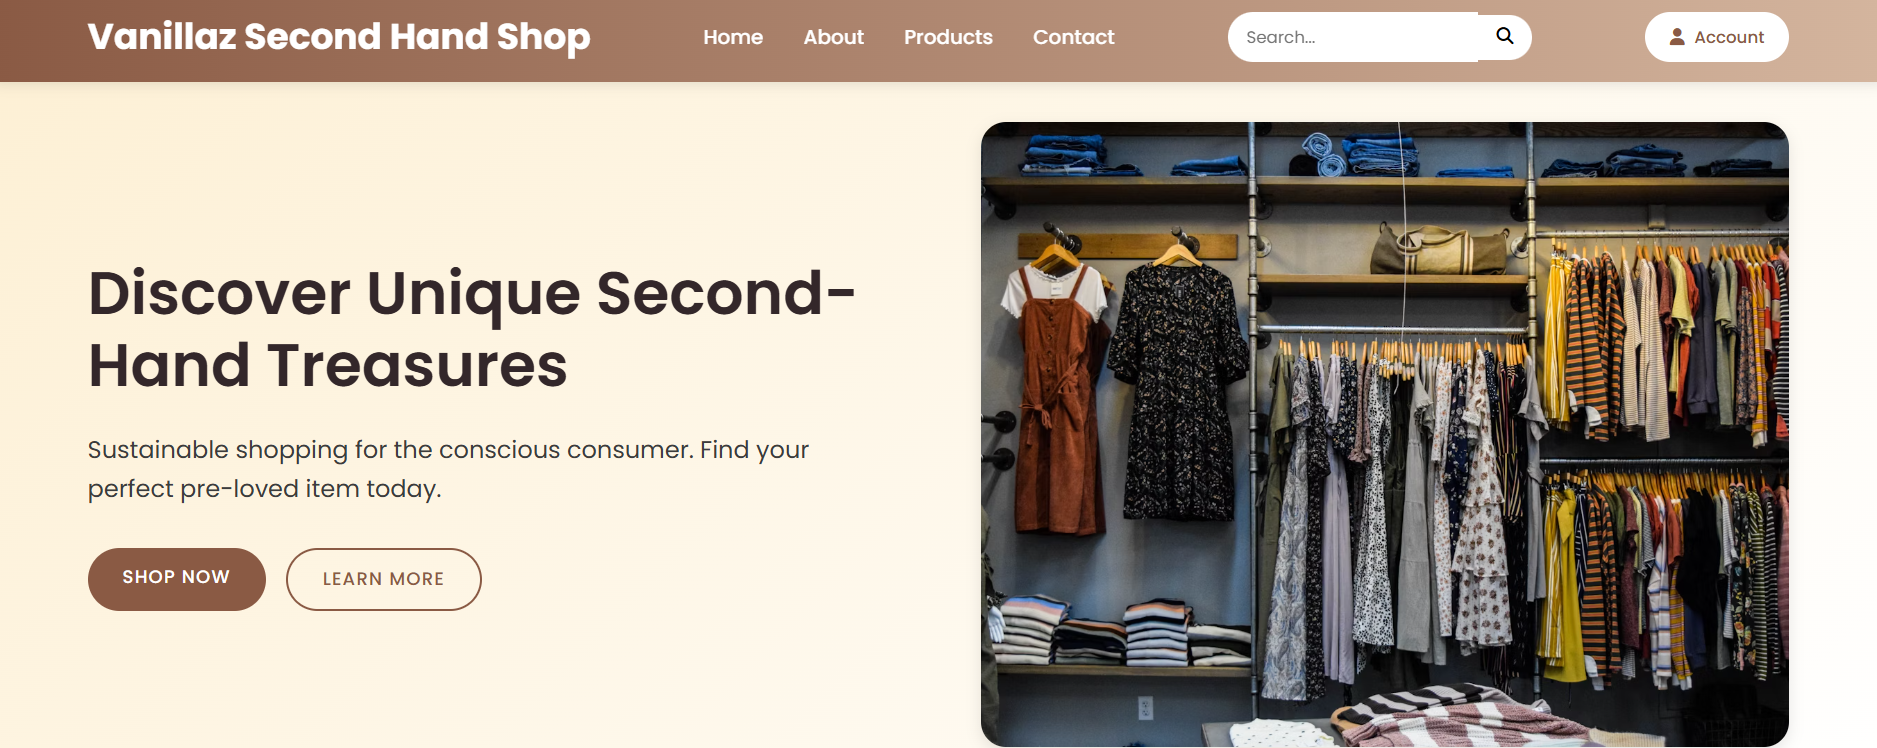 Vanillaz Second Hand Shop
Home
About
Products
Contact
Search...
Account
Discover Unique Second-
Hand Treasures
Sustainable shopping for the conscious consumer. Find your
perfect pre-loved item today.
SHOP NOW
LEARN MORE